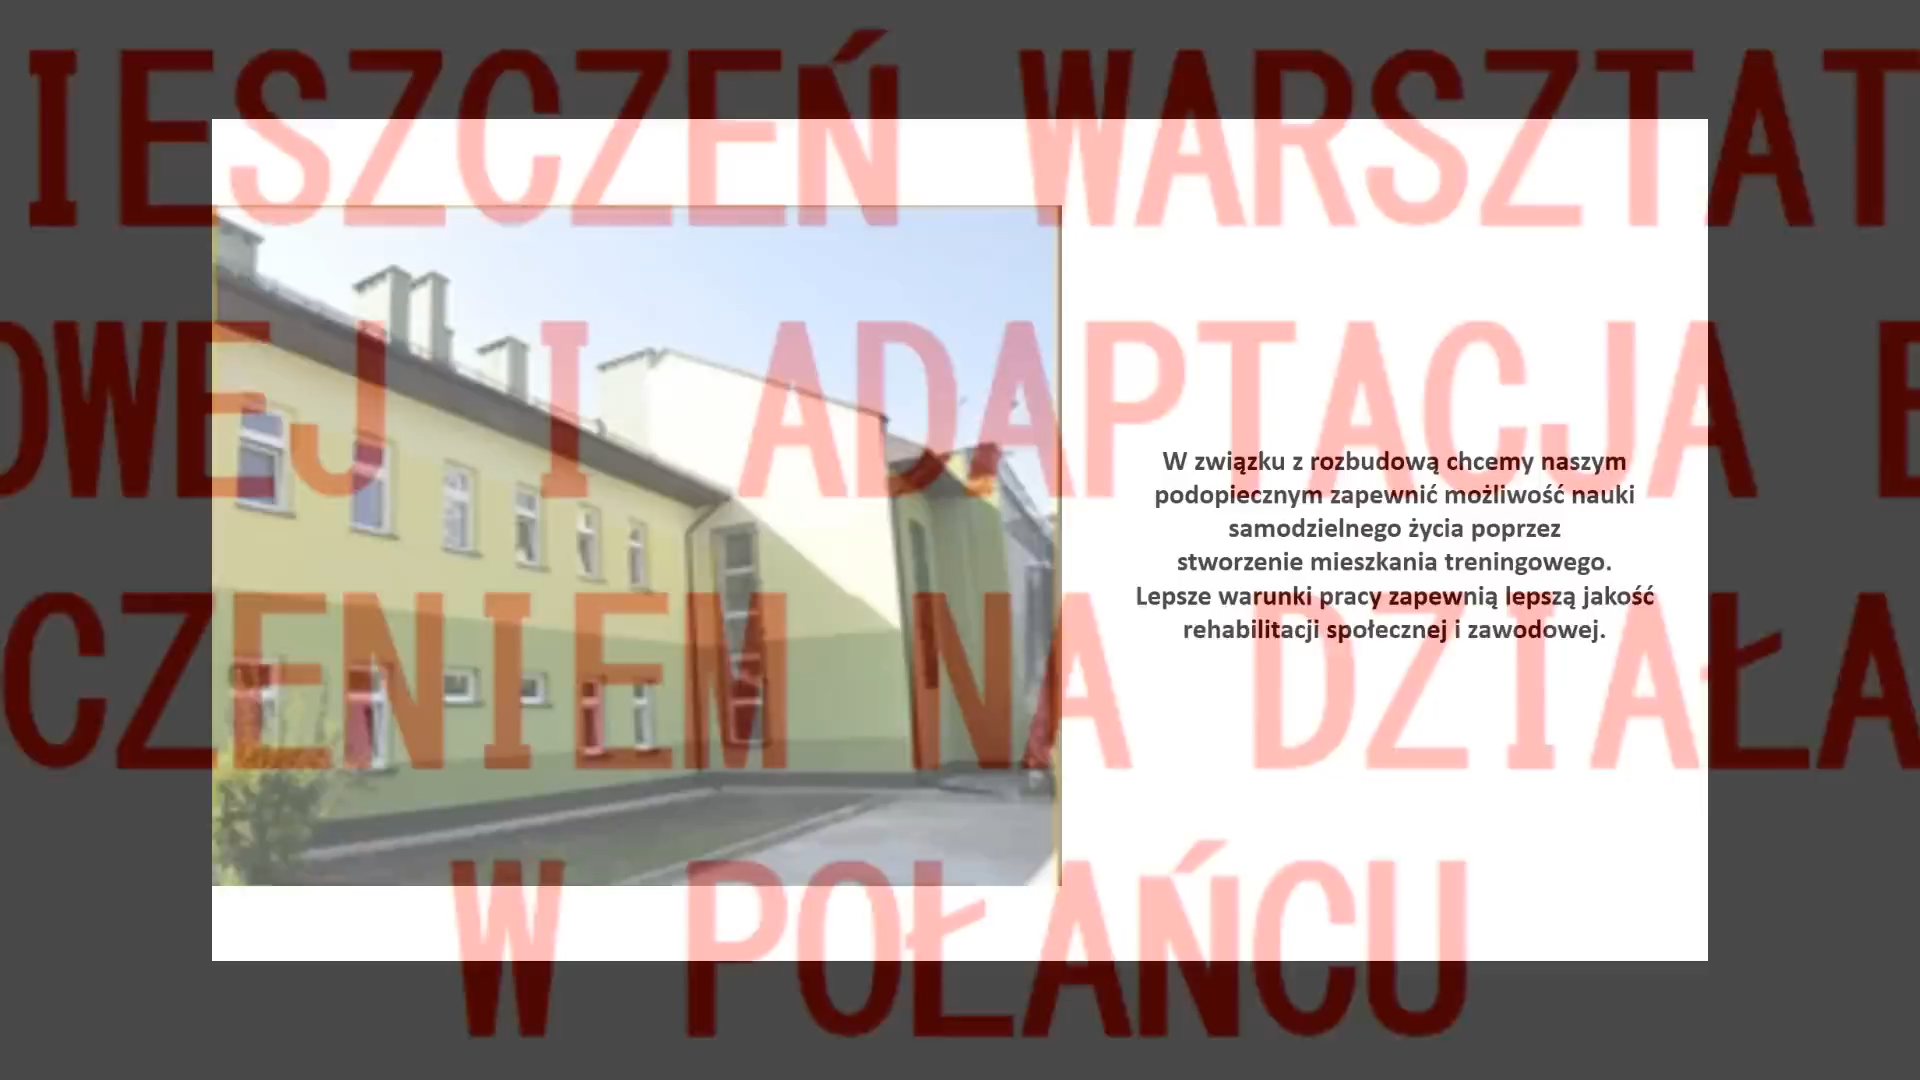 IESZCZEŃ WARSZTAT
OWEJ I ADAPTACJA
CZENIEM NA DZIAŁA
W POŁAŃCU
W związku z rozbudową chcemy naszym
podopiecznym zapewnić możliwość nauki
samodzielnego życia poprzez
stworzenie mieszkania treningowego.
Lepsze warunki pracy zapewnią lepszą jakość
rehabilitacji społecznej i zawodowej.